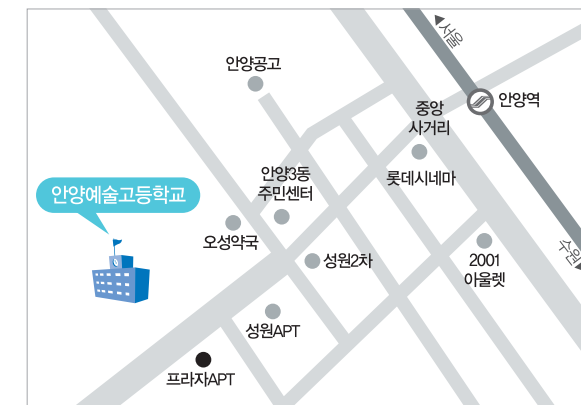 ◀서울
안양공고
안양역
중앙
사거리
안양3동
주민센터
롯데시네마
안양예술고등학교
오성약국
성원2차
2001
아울렛
수원▶
성원APT
프라자APT